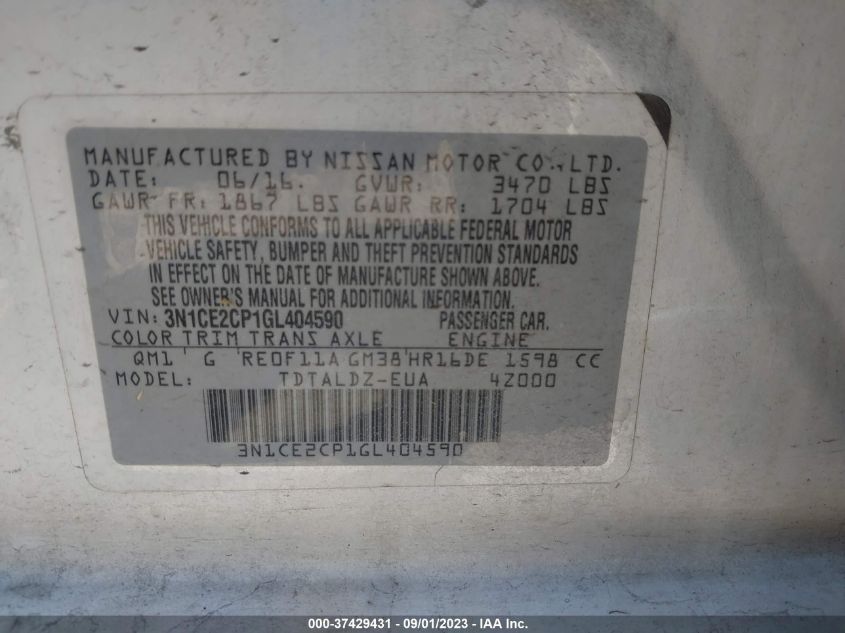 MANUFACTURED BY NISSAN MOTOR CO., LTD.
DATE: 06/16. GVWR: 3470 LBS
GAWR FR: 1867 LBS GAWR RR: 1704 LBS
THIS VEHICLE CONFORMS TO ALL APPLICABLE FEDERAL MOTOR
VEHICLE SAFETY, BUMPER AND THEFT PREVENTION STANDARDS
IN EFFECT ON THE DATE OF MANUFACTURE SHOWN ABOVE.
SEE OWNER'S MANUAL FOR ADDITIONAL INFORMATION.
VIN: 3N1CE2CP1GL404590 PASSENGER CAR.
COLOR TRIM TRANS AXLE ENGINE
QM1 G RE0F11A GM38 HR16DE 1598 CC
MODEL: TDTALDZ-EUA 4Z000
3N1CE2CP1GL404590
000-37429431 - 09/01/2023 - IAA Inc.